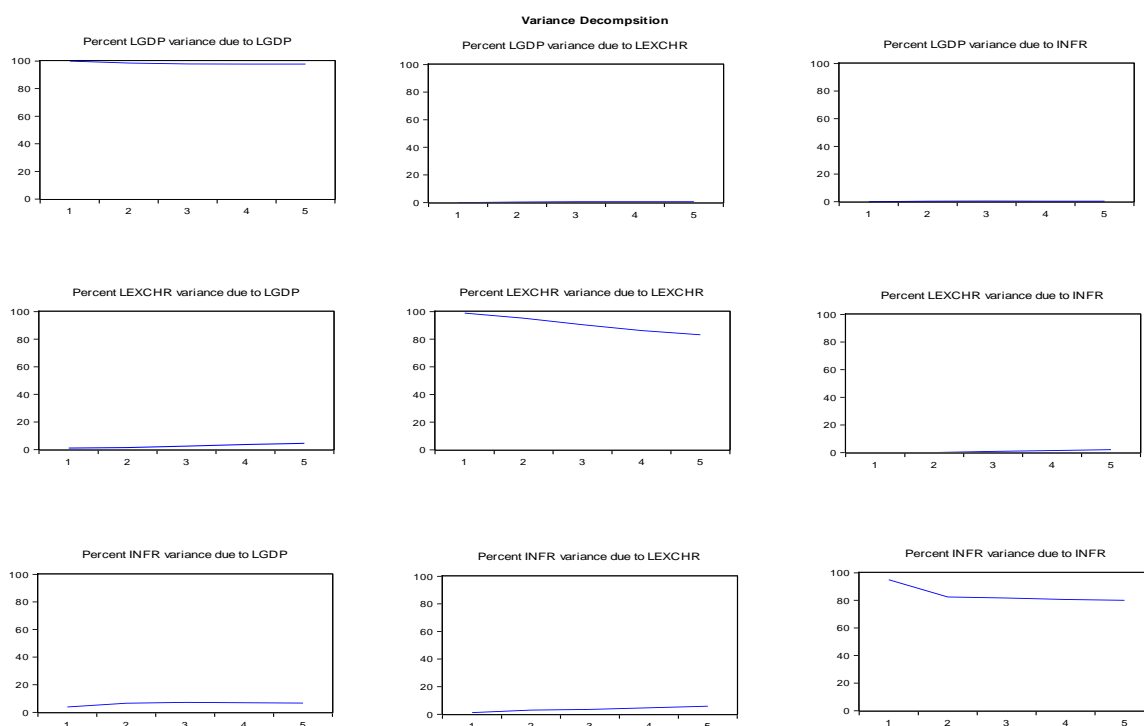 Variance Decompsition
Percent LGDP variance due to LGDP
100
80
60
40
20
0
1 2 3 4 5
Percent LGDP variance due to LEXCHR
100
80
60
40
20
0
1 2 3 4 5
Percent LGDP variance due to INFR
100
80
60
40
20
0
1 2 3 4 5
Percent LEXCHR variance due to LGDP
100
80
60
40
20
0
1 2 3 4 5
Percent LEXCHR variance due to LEXCHR
100
80
60
40
20
0
1 2 3 4 5
Percent LEXCHR variance due to INFR
100
80
60
40
20
0
1 2 3 4 5
Percent INFR variance due to LGDP
100
80
60
40
20
0
1 2 3 4 5
Percent INFR variance due to LEXCHR
100
80
60
40
20
0
1 2 3 4 5
Percent INFR variance due to INFR
100
80
60
40
20
0
1 2 3 4 5